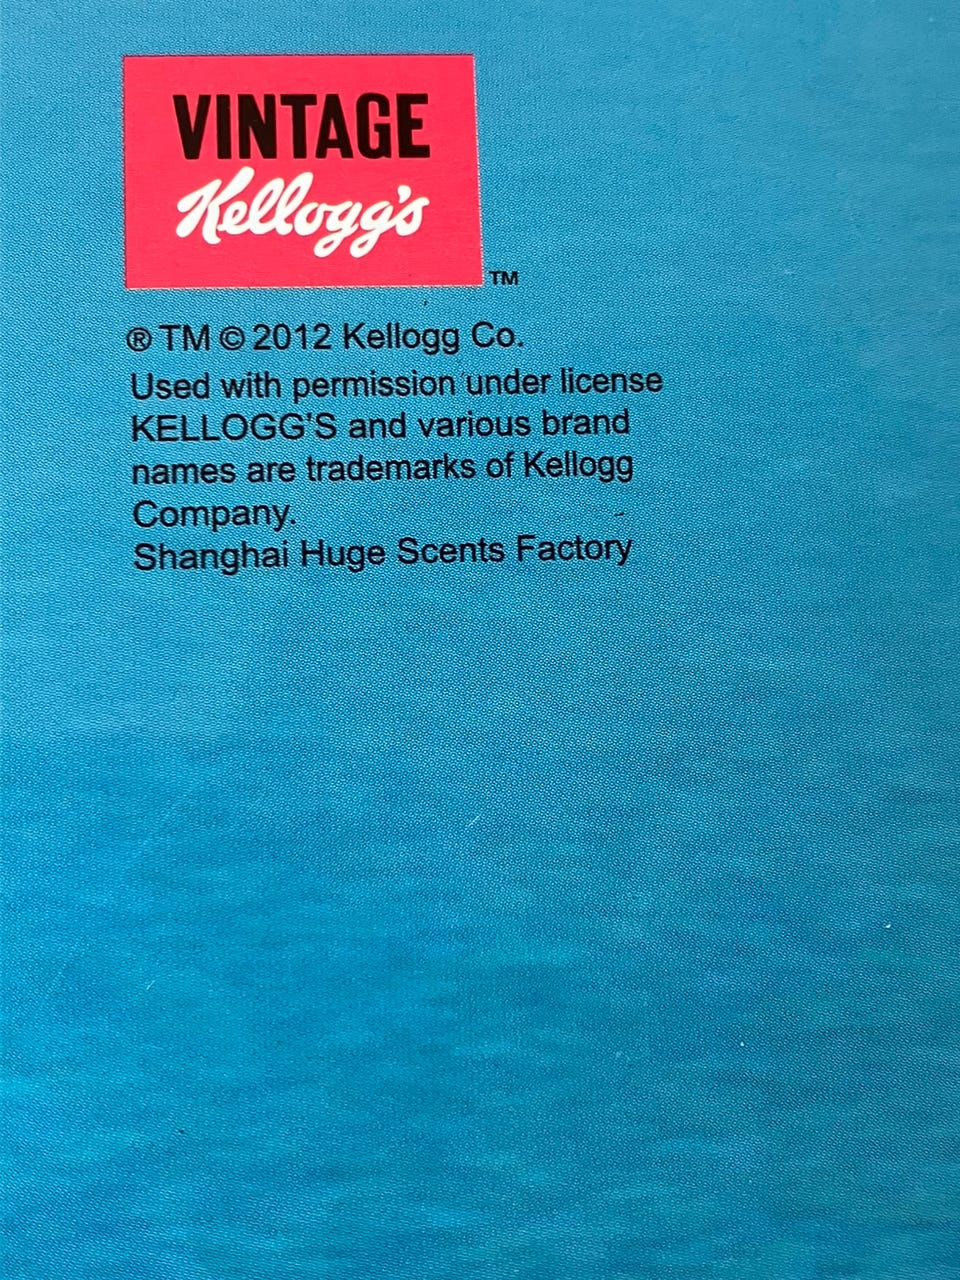 VINTAGE
Kellogg's
TM
® TM © 2012 Kellogg Co.
Used with permission under license
KELLOGG'S and various brand
names are trademarks of Kellogg
Company.
Shanghai Huge Scents Factory